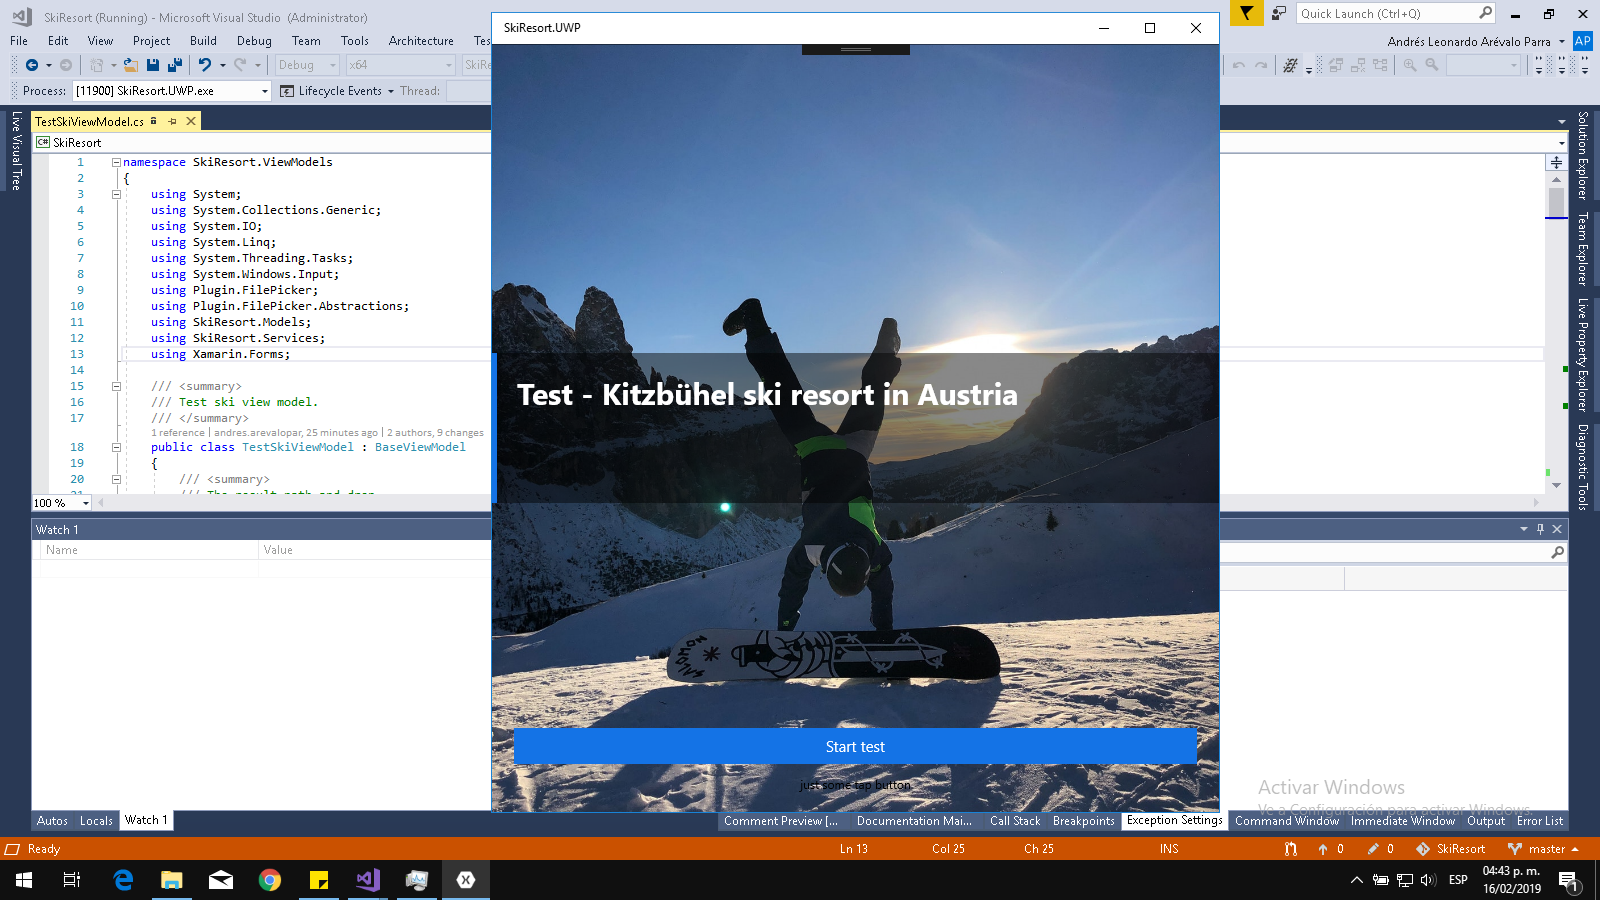 SkiResort (Running) - Microsoft Visual Studio (Administrator)
Quick Launch (Ctrl+Q)
File Edit View Project Build Debug Team Tools Architecture Tes
Andrés Leonardo Arévalo Parra AP
Debug x64 SkiRe
Process: [11900] SkiResort.UWP.exe Lifecycle Events Thread:
TestSkiViewModel.cs
C# SkiResort
Live Visual Tree
1 namespace SkiResort.ViewModels
2 {
3 using System;
4 using System.Collections.Generic;
5 using System.IO;
6 using System.Linq;
7 using System.Threading.Tasks;
8 using System.Windows.Input;
9 using Plugin.FilePicker;
10 using Plugin.FilePicker.Abstractions;
11 using SkiResort.Models;
12 using SkiResort.Services;
13 using Xamarin.Forms;
14
15 /// <summary>
16 /// Test ski view model.
17 /// </summary>
1 reference | andres.arevalopar, 25 minutes ago | 2 authors, 9 changes
18 public class TestSkiViewModel : BaseViewModel
19 {
20 /// <summary>
100 %
Watch 1
Name Value
Autos Locals Watch 1
SkiResort.UWP
Test - Kitzbühel ski resort in Austria
NOWDAYS
Start test
just some tap button
Solution Explorer
Team Explorer
Live Property Explorer
Diagnostic Tools
Activar Windows
Ve a Configuración para activar Windows.
Comment Preview [... Documentation Mai... Call Stack Breakpoints Exception Settings Command Window Immediate Window Output Error List
Ready Ln 13 Col 25 Ch 25 INS 0 0 SkiResort master
ESP 04:43 p. m.
16/02/2019
1